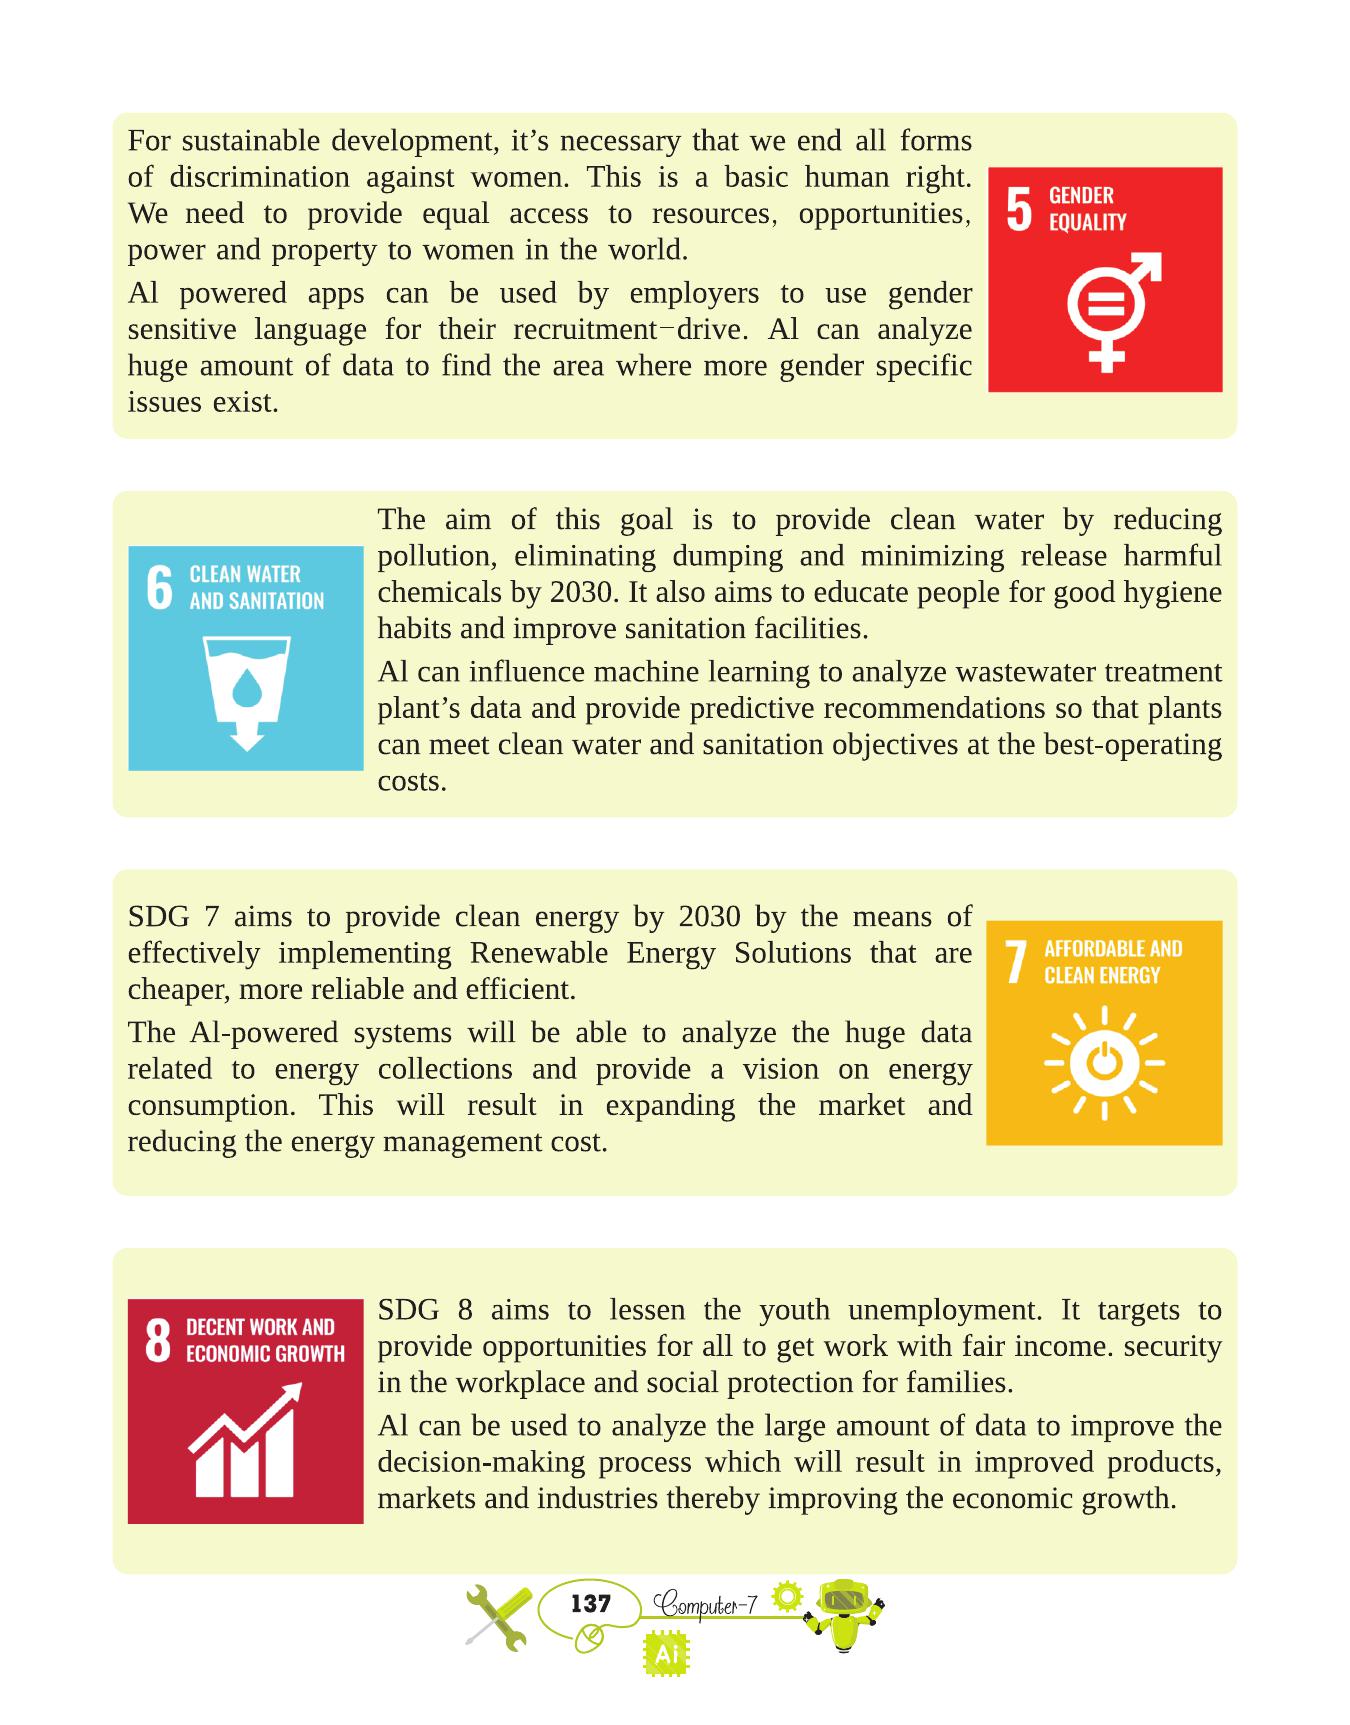 For sustainable development, it’s necessary that we end all forms
of discrimination against women. This is a basic human right.
We need to provide equal access to resources, opportunities,
power and property to women in the world.
Al powered apps can be used by employers to use gender
sensitive language for their recruitment−drive. Al can analyze
huge amount of data to find the area where more gender specific
issues exist.
5 GENDER
EQUALITY
6 CLEAN WATER
AND SANITATION
The aim of this goal is to provide clean water by reducing
pollution, eliminating dumping and minimizing release harmful
chemicals by 2030. It also aims to educate people for good hygiene
habits and improve sanitation facilities.
Al can influence machine learning to analyze wastewater treatment
plant’s data and provide predictive recommendations so that plants
can meet clean water and sanitation objectives at the best-operating
costs.
SDG 7 aims to provide clean energy by 2030 by the means of
effectively implementing Renewable Energy Solutions that are
cheaper, more reliable and efficient.
The Al-powered systems will be able to analyze the huge data
related to energy collections and provide a vision on energy
consumption. This will result in expanding the market and
reducing the energy management cost.
7 AFFORDABLE AND
CLEAN ENERGY
8 DECENT WORK AND
ECONOMIC GROWTH
SDG 8 aims to lessen the youth unemployment. It targets to
provide opportunities for all to get work with fair income. security
in the workplace and social protection for families.
Al can be used to analyze the large amount of data to improve the
decision-making process which will result in improved products,
markets and industries thereby improving the economic growth.
137 Computer-7
Ai